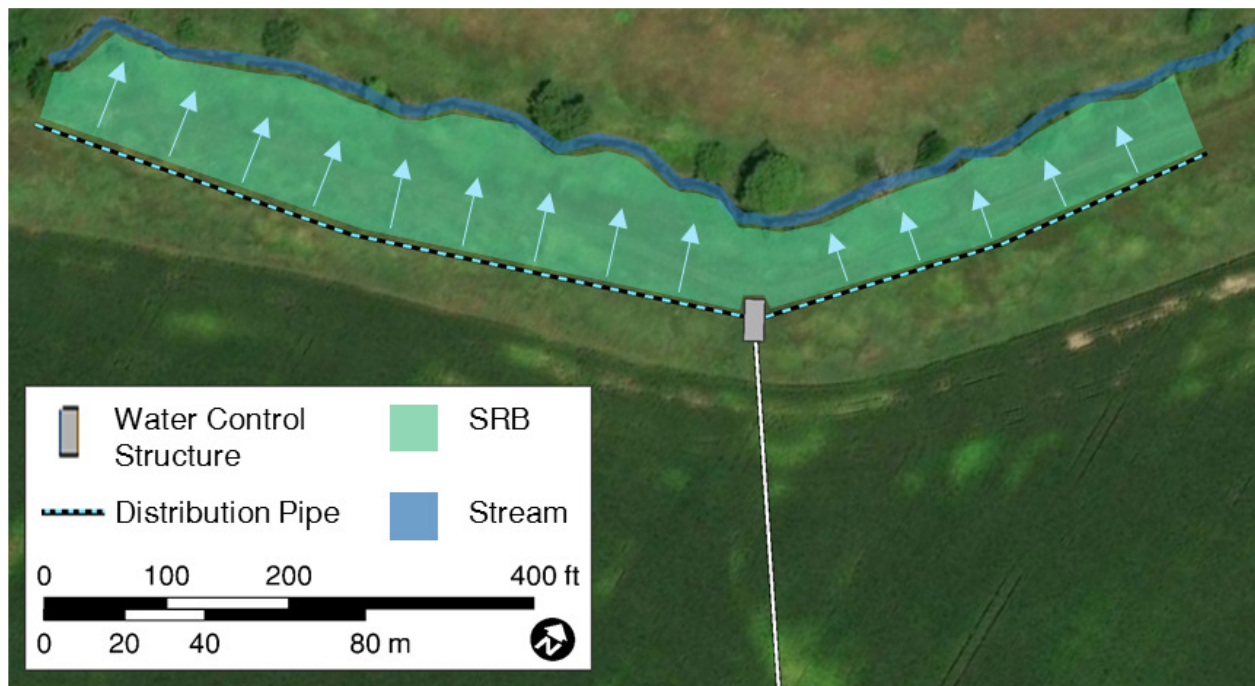 Water Control
Structure
SRB
Distribution Pipe
Stream
0 100 200 400 ft
0 20 40 80 m
N